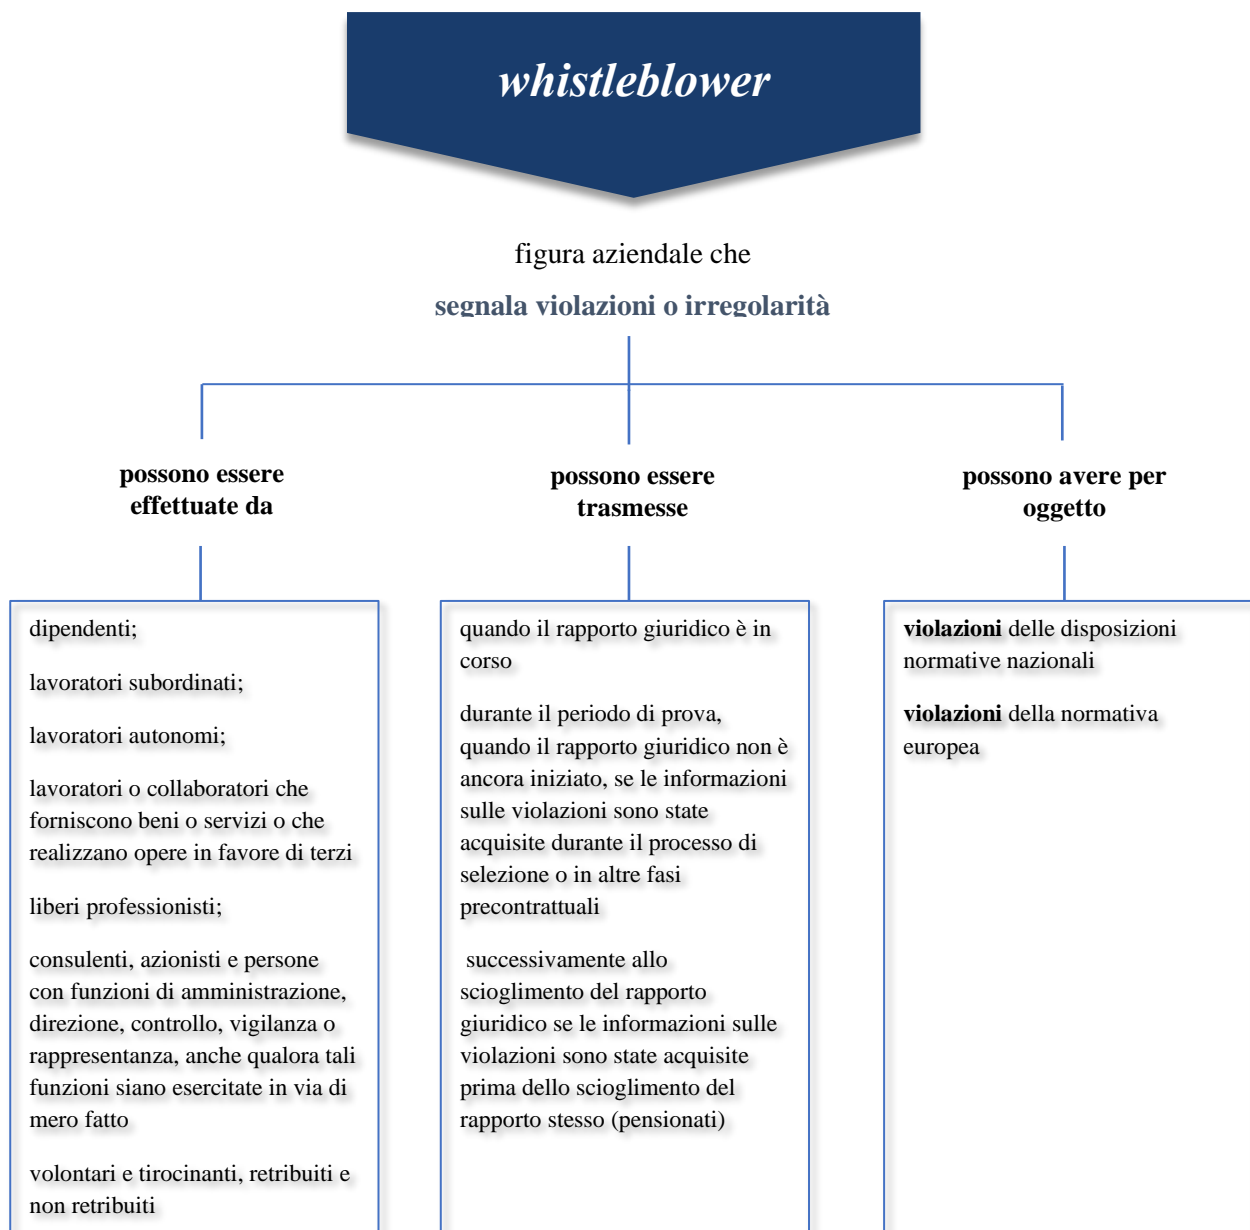 whistleblower
figura aziendale che
segnala violazioni o irregolarità
possono essere
effettuate da
possono essere
trasmesse
possono avere per
oggetto
dipendenti;
lavoratori subordinati;
lavoratori autonomi;
lavoratori o collaboratori che
forniscono beni o servizi o che
realizzano opere in favore di terzi
liberi professionisti;
consulenti, azionisti e persone
con funzioni di amministrazione,
direzione, controllo, vigilanza o
rappresentanza, anche qualora tali
funzioni siano esercitate in via di
mero fatto
volontari e tirocinanti, retribuiti e
non retribuiti
quando il rapporto giuridico è in
corso
durante il periodo di prova,
quando il rapporto giuridico non è
ancora iniziato, se le informazioni
sulle violazioni sono state
acquisite durante il processo di
selezione o in altre fasi
precontrattuali
successivamente allo
scioglimento del rapporto
giuridico se le informazioni sulle
violazioni sono state acquisite
prima dello scioglimento del
rapporto stesso (pensionati)
violazioni delle disposizioni
normative nazionali
violazioni della normativa
europea